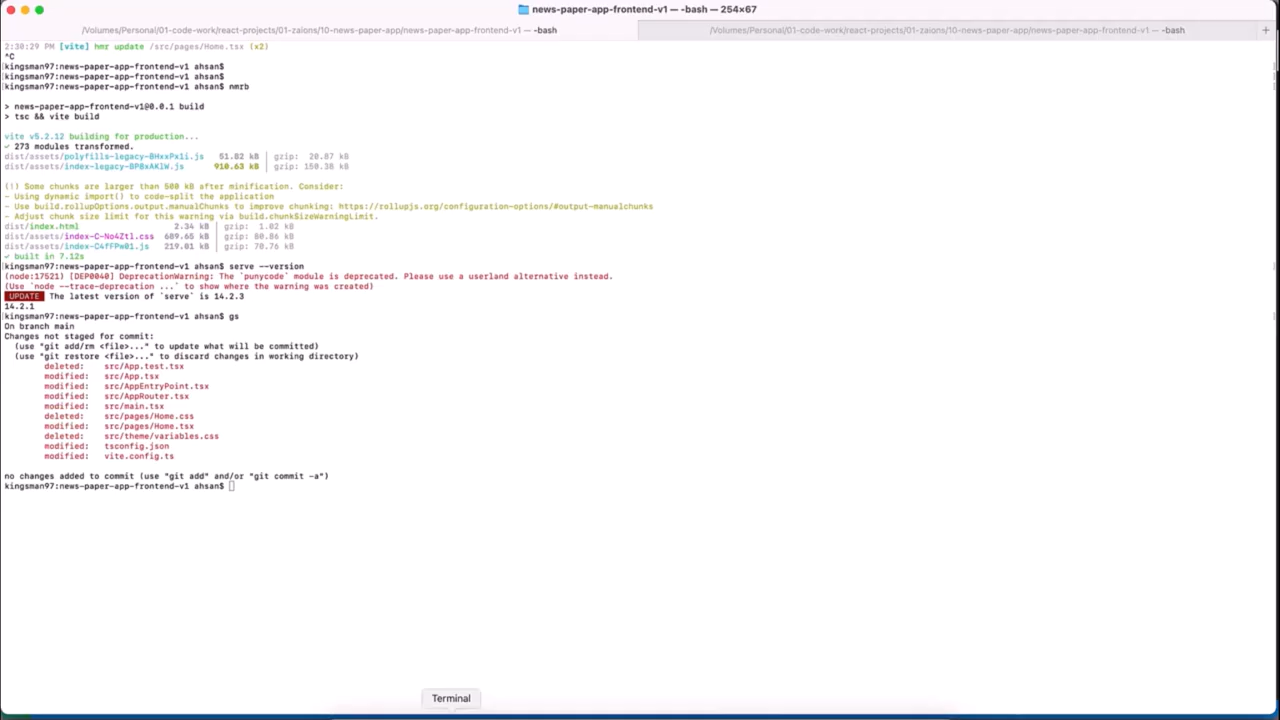 news-paper-app-frontend-v1 — -bash — 254×67
/Volumes/Personal/01-code-work/react-projects/01-zaions/10-news-paper-app/news-paper-app-frontend-v1 — -bash
/Volumes/Personal/01-code-work/react-projects/01-zaions/10-news-paper-app/news-paper-app-frontend-v1 — -bash
2:30:29 PM [vite] hmr update /src/pages/Home.tsx (x2)
^C
kingsman97:news-paper-app-frontend-v1 ahsan$
kingsman97:news-paper-app-frontend-v1 ahsan$
kingsman97:news-paper-app-frontend-v1 ahsan$ nmrb
> news-paper-app-frontend-v1@0.0.1 build
> tsc && vite build
vite v5.2.12 building for production...
✓ 273 modules transformed.
dist/assets/polyfills-legacy-BHxxPx1i.js 51.82 kB │ gzip: 20.87 kB
dist/assets/index-legacy-BPBxAKlW.js 910.63 kB │ gzip: 150.38 kB
(!) Some chunks are larger than 500 kB after minification. Consider:
- Using dynamic import() to code-split the application
- Use build.rollupOptions.output.manualChunks to improve chunking: https://rollupjs.org/configuration-options/#output-manualchunks
- Adjust chunk size limit for this warning via build.chunkSizeWarningLimit.
dist/index.html 2.34 kB │ gzip: 1.02 kB
dist/assets/index-C-No4Ztl.css 609.65 kB │ gzip: 80.86 kB
dist/assets/index-C4fFPw01.js 219.01 kB │ gzip: 70.76 kB
✓ built in 7.12s
kingsman97:news-paper-app-frontend-v1 ahsan$ serve --version
(node:17521) [DEP0040] DeprecationWarning: The `punycode` module is deprecated. Please use a userland alternative instead.
(Use `node --trace-deprecation ...` to show where the warning was created)
UPDATE The latest version of `serve` is 14.2.3
14.2.1
kingsman97:news-paper-app-frontend-v1 ahsan$ gs
On branch main
Changes not staged for commit:
(use "git add/rm <file>..." to update what will be committed)
(use "git restore <file>..." to discard changes in working directory)
deleted: src/App.test.tsx
modified: src/App.tsx
modified: src/AppEntryPoint.tsx
modified: src/AppRouter.tsx
modified: src/main.tsx
deleted: src/pages/Home.css
modified: src/pages/Home.tsx
deleted: src/theme/variables.css
modified: tsconfig.json
modified: vite.config.ts
no changes added to commit (use "git add" and/or "git commit -a")
kingsman97:news-paper-app-frontend-v1 ahsan$
Terminal